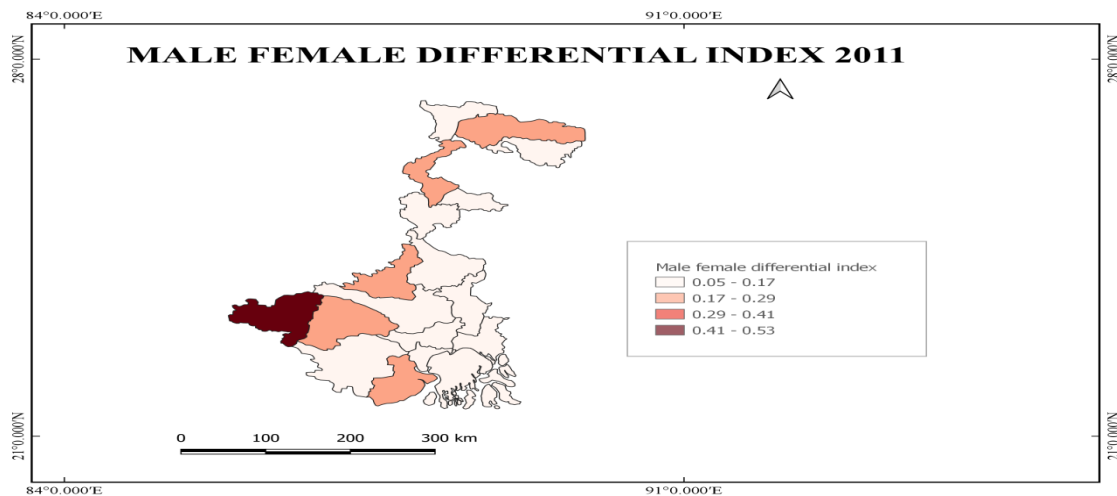 84°0.000'E 91°0.000'E
MALE FEMALE DIFFERENTIAL INDEX 2011
28°0.000'N 28°0.000'N
Male female differential index
0.05 - 0.17
0.17 - 0.29
0.29 - 0.41
0.41 - 0.53
21°0.000'N 21°0.000'N
0 100 200 300 km
84°0.000'E 91°0.000'E